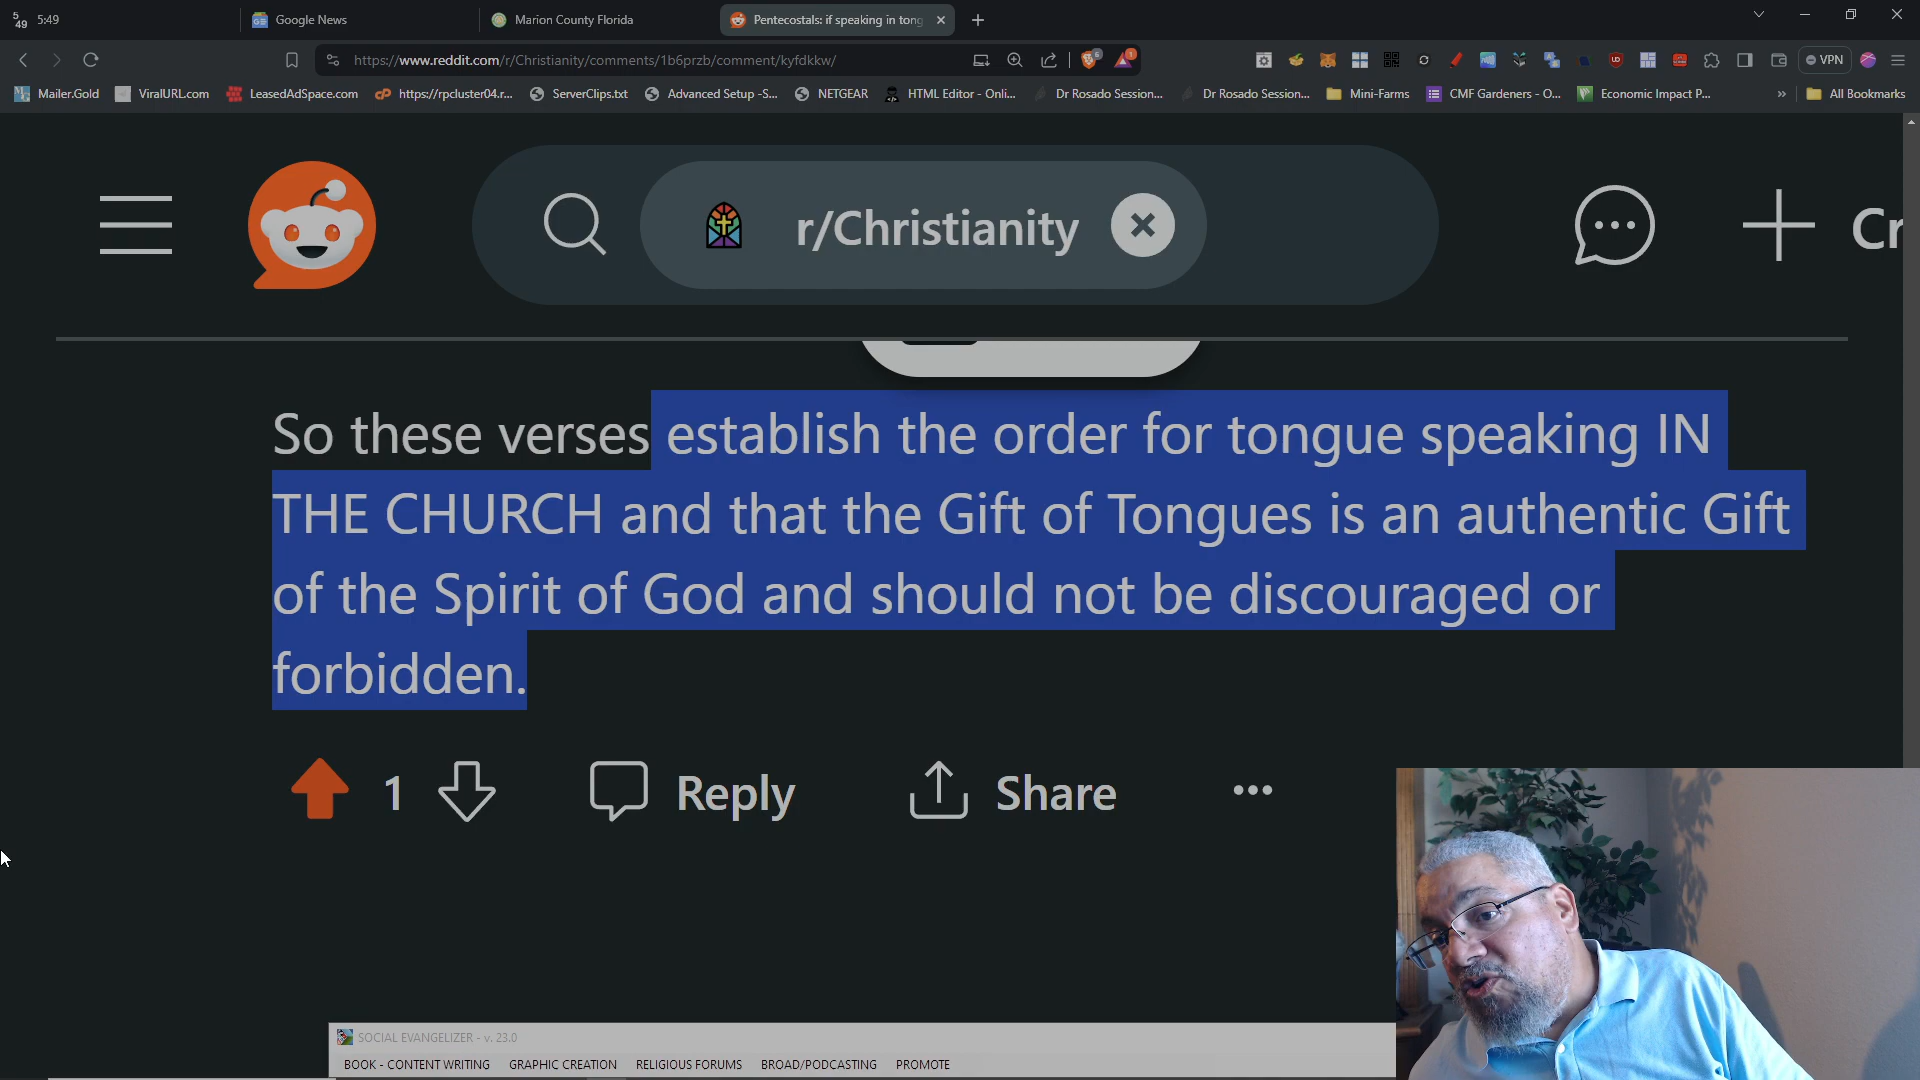 5 49 5:49
Google News
Marion County Florida
Pentecostals: if speaking in tong
https://www.reddit.com/r/Christianity/comments/1b6przb/comment/kyfdkkw/
6
1
VPN
Mailer.Gold
ViralURL.com
LeasedAdSpace.com
https://rpcluster04.r...
ServerClips.txt
Advanced Setup -S...
NETGEAR
HTML Editor - Onli...
Dr Rosado Session...
Dr Rosado Session...
Mini-Farms
CMF Gardeners - O...
Economic Impact P...
»
All Bookmarks
r/Christianity
Cr
So these verses establish the order for tongue speaking IN
THE CHURCH and that the Gift of Tongues is an authentic Gift
of the Spirit of God and should not be discouraged or
forbidden.
1
Reply
Share
SOCIAL EVANGELIZER - v. 23.0
BOOK - CONTENT WRITING GRAPHIC CREATION RELIGIOUS FORUMS BROAD/PODCASTING PROMOTE